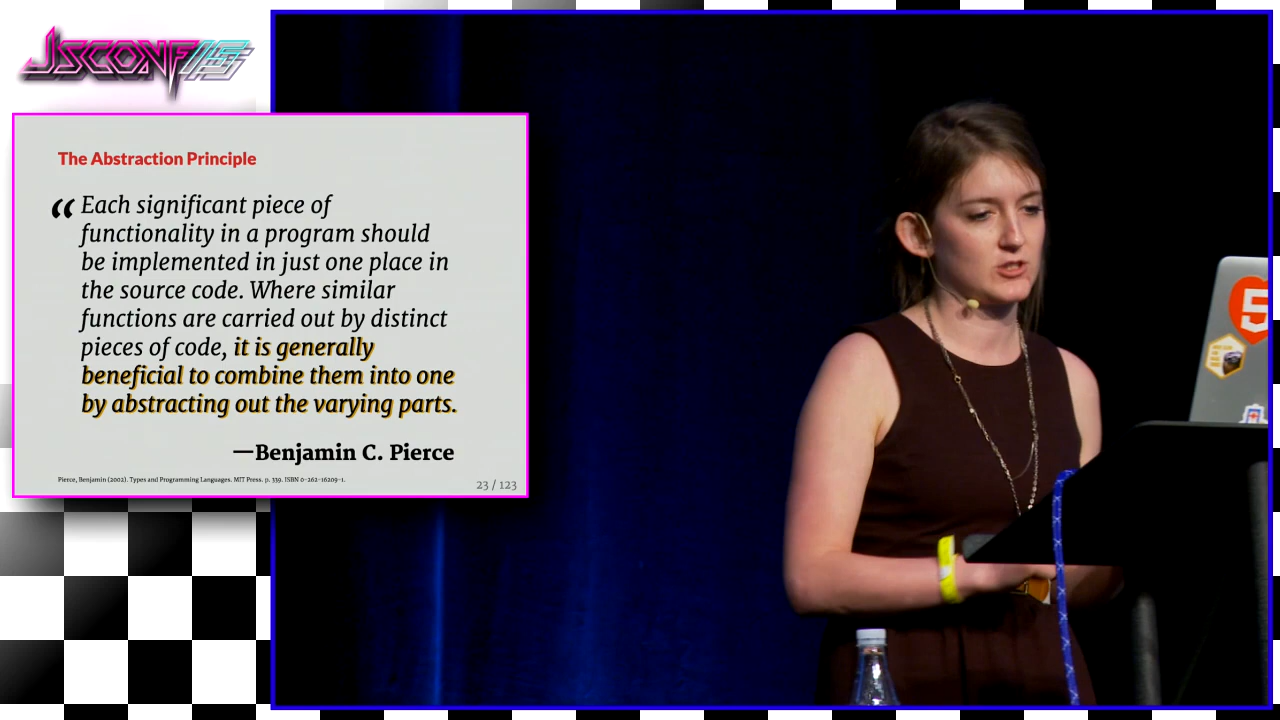 JSCONF15
The Abstraction Principle
“ Each significant piece of
functionality in a program should
be implemented in just one place in
the source code. Where similar
functions are carried out by distinct
pieces of code, it is generally
beneficial to combine them into one
by abstracting out the varying parts.
—Benjamin C. Pierce
Pierce, Benjamin (2002). Types and Programming Languages. MIT Press. p. 339. ISBN 0-262-16209-1.
23 / 123
5